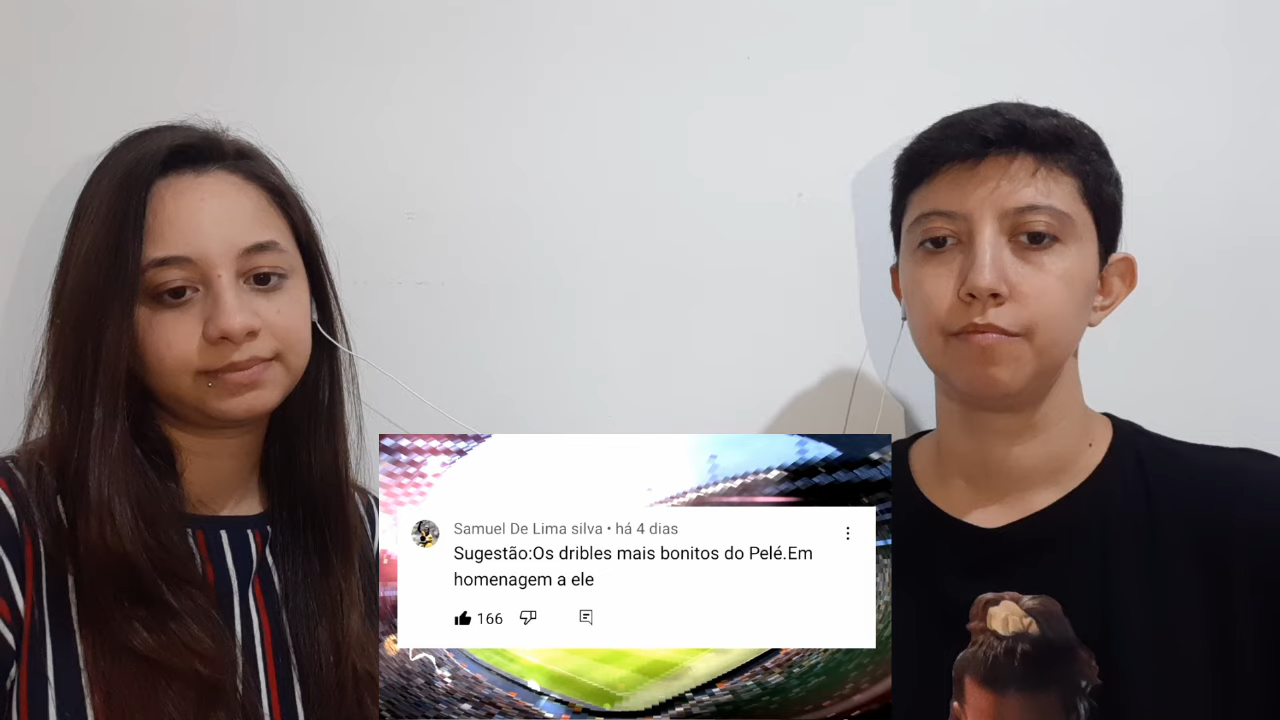 Samuel De Lima silva • há 4 dias
Sugestão:Os dribles mais bonitos do Pelé.Em
homenagem a ele
166